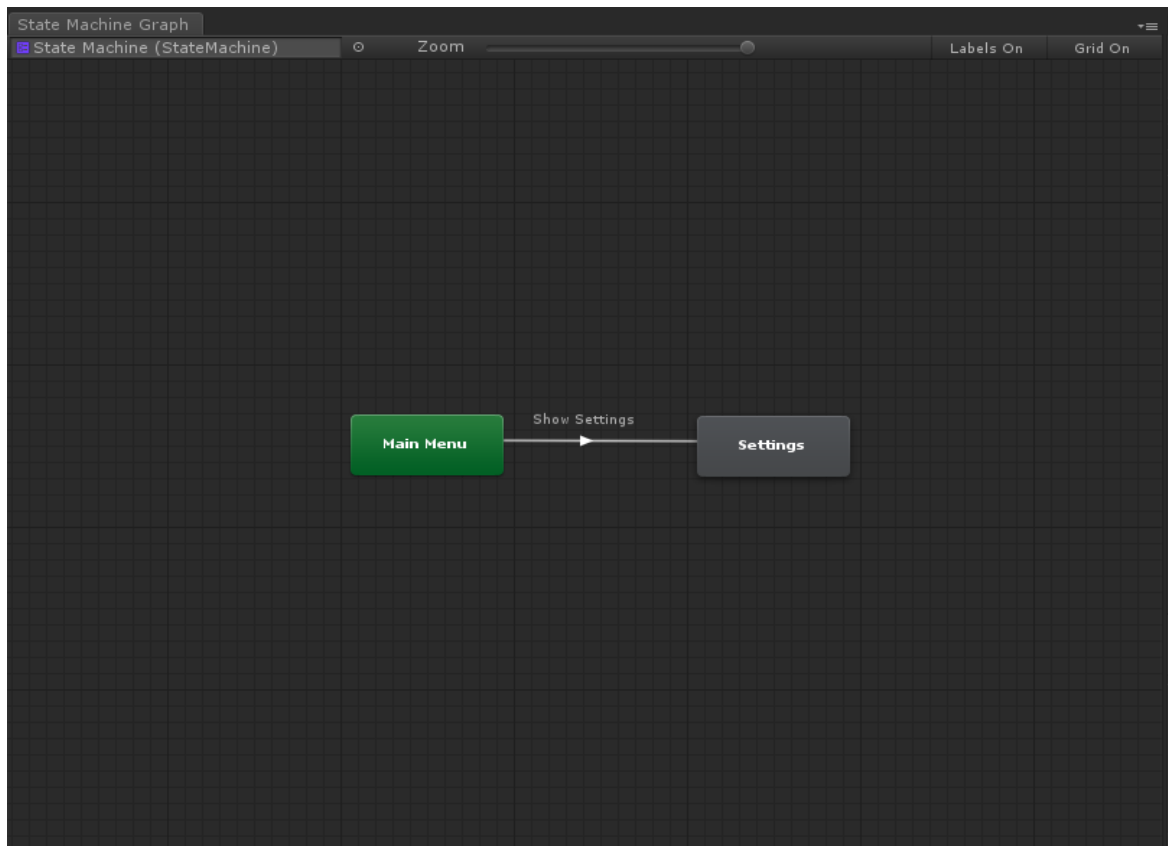 State Machine Graph
State Machine (StateMachine)
Zoom
Labels On
Grid On
Show Settings
Main Menu
Settings